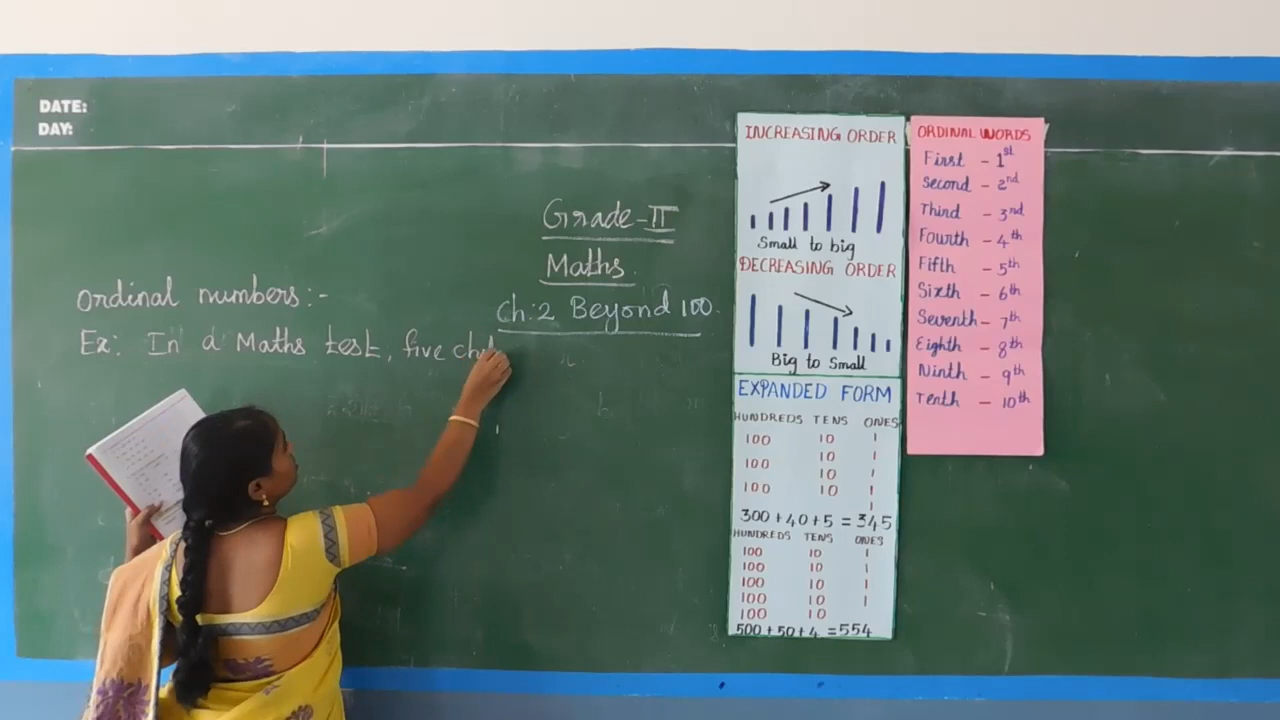 DATE:
DAY:
Grade-II
Maths.
Ch:2 Beyond 100.
Ordinal numbers:-
Ex: In a Maths test, five chil
INCREASING ORDER
Small to big
DECREASING ORDER
Big to Small
EXPANDED FORM
HUNDREDS TENS ONES
100 10 1
10 1
100 10 1
100 10 1
1
300+40+5=345
HUNDREDS TENS ONES
100 10 1
100 10 1
100 10 1
100 10 1
100 10
500+50+4=554
ORDINAL WORDS
First - 1st
Second - 2nd
Third - 3rd
Fourth - 4th
Fifth - 5th
Sixth - 6th
Seventh - 7th
Eighth - 8th
Ninth - 9th
Tenth - 10th